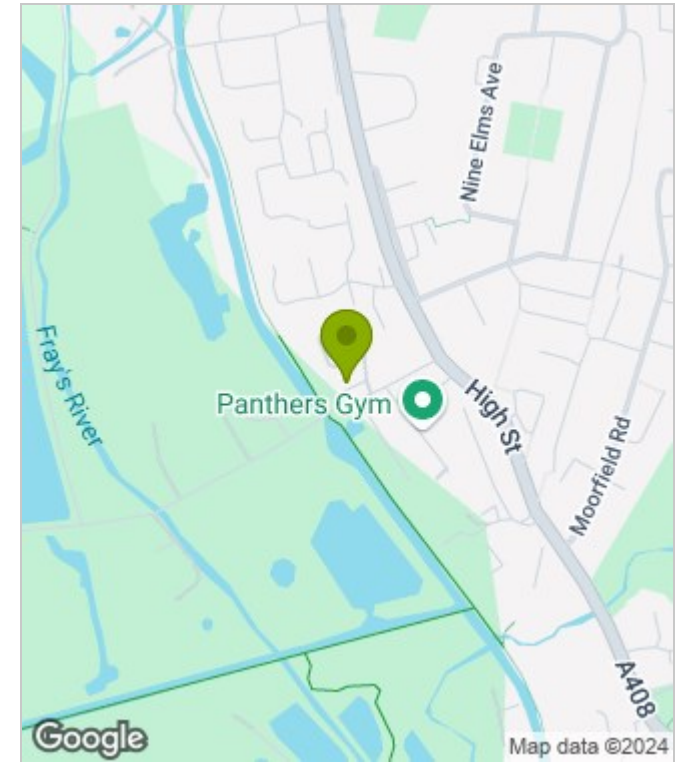 Nine Elms Ave
Fray's River
Panthers Gym
High St
Moorfield Rd
A408
Google
Map data ©2024